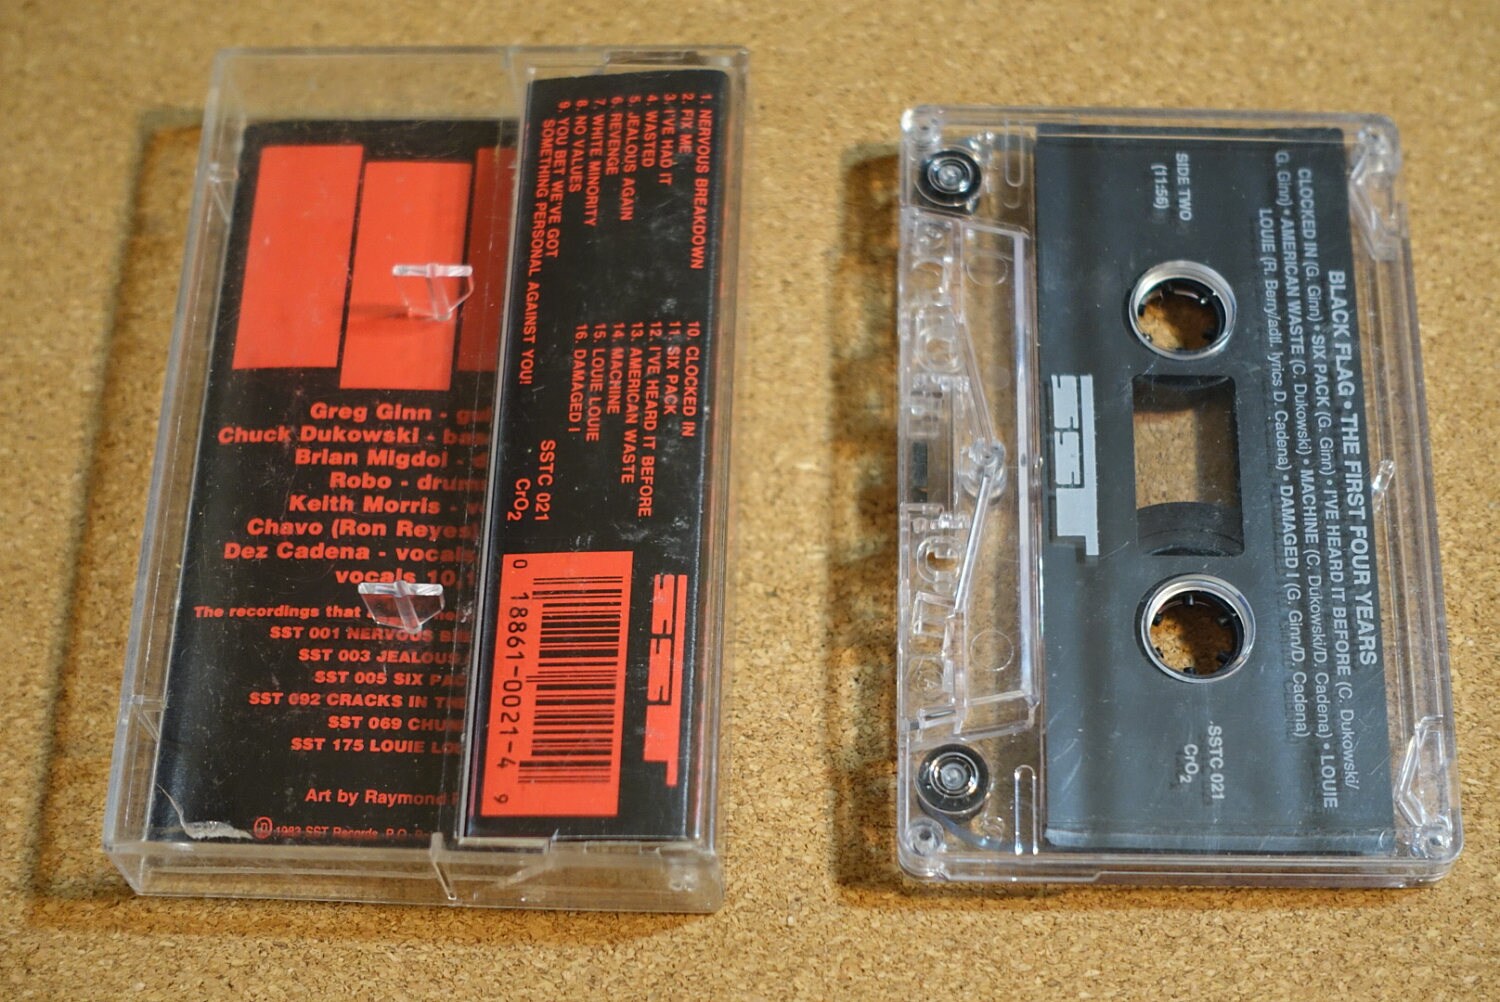 Greg Ginn -
Chuck Dukowski -
Brian Migdol -
Robo -
Keith Morris -
Chavo (Ron Reyes
Dez Cadena - vocals
vocals 10,
The recordings that
SST 001 NERVOUS
SST 003 JEALOUS
SST 005 SIX PAC
SST 092 CRACKS IN THE
SST 069 CHUN
SST 175 LOUIE LO
Art by Raymond
℗ 1983 SST Records, P.O.
1. NERVOUS BREAKDOWN
2. FIX ME
3. I'VE HAD IT
4. WASTED
5. JEALOUS AGAIN
6. REVENGE
7. WHITE MINORITY
8. NO VALUES
9. YOU BET WE'VE GOT
SOMETHING PERSONAL AGAINST YOU!
10. CLOCKED IN
11. SIX PACK
12. I'VE HEARD IT BEFORE
13. AMERICAN WASTE
14. MACHINE
15. LOUIE LOUIE
16. DAMAGED I
SSTC 021
CrO2
SST
0 18861-0021-4 9
BLACK FLAG • THE FIRST FOUR YEARS
CLOCKED IN (G. Ginn) • SIX PACK (G. Ginn) • I'VE HEARD IT BEFORE (C. Dukowski/
G. Ginn) • AMERICAN WASTE (C. Dukowski) • MACHINE (C. Dukowski/D. Cadena) • LOUIE
LOUIE (R. Berry/adtl. lyrics D. Cadena) • DAMAGED I (G. Ginn/D. Cadena)
SIDE TWO
(11:56)
SST
SSTC 021
CrO2